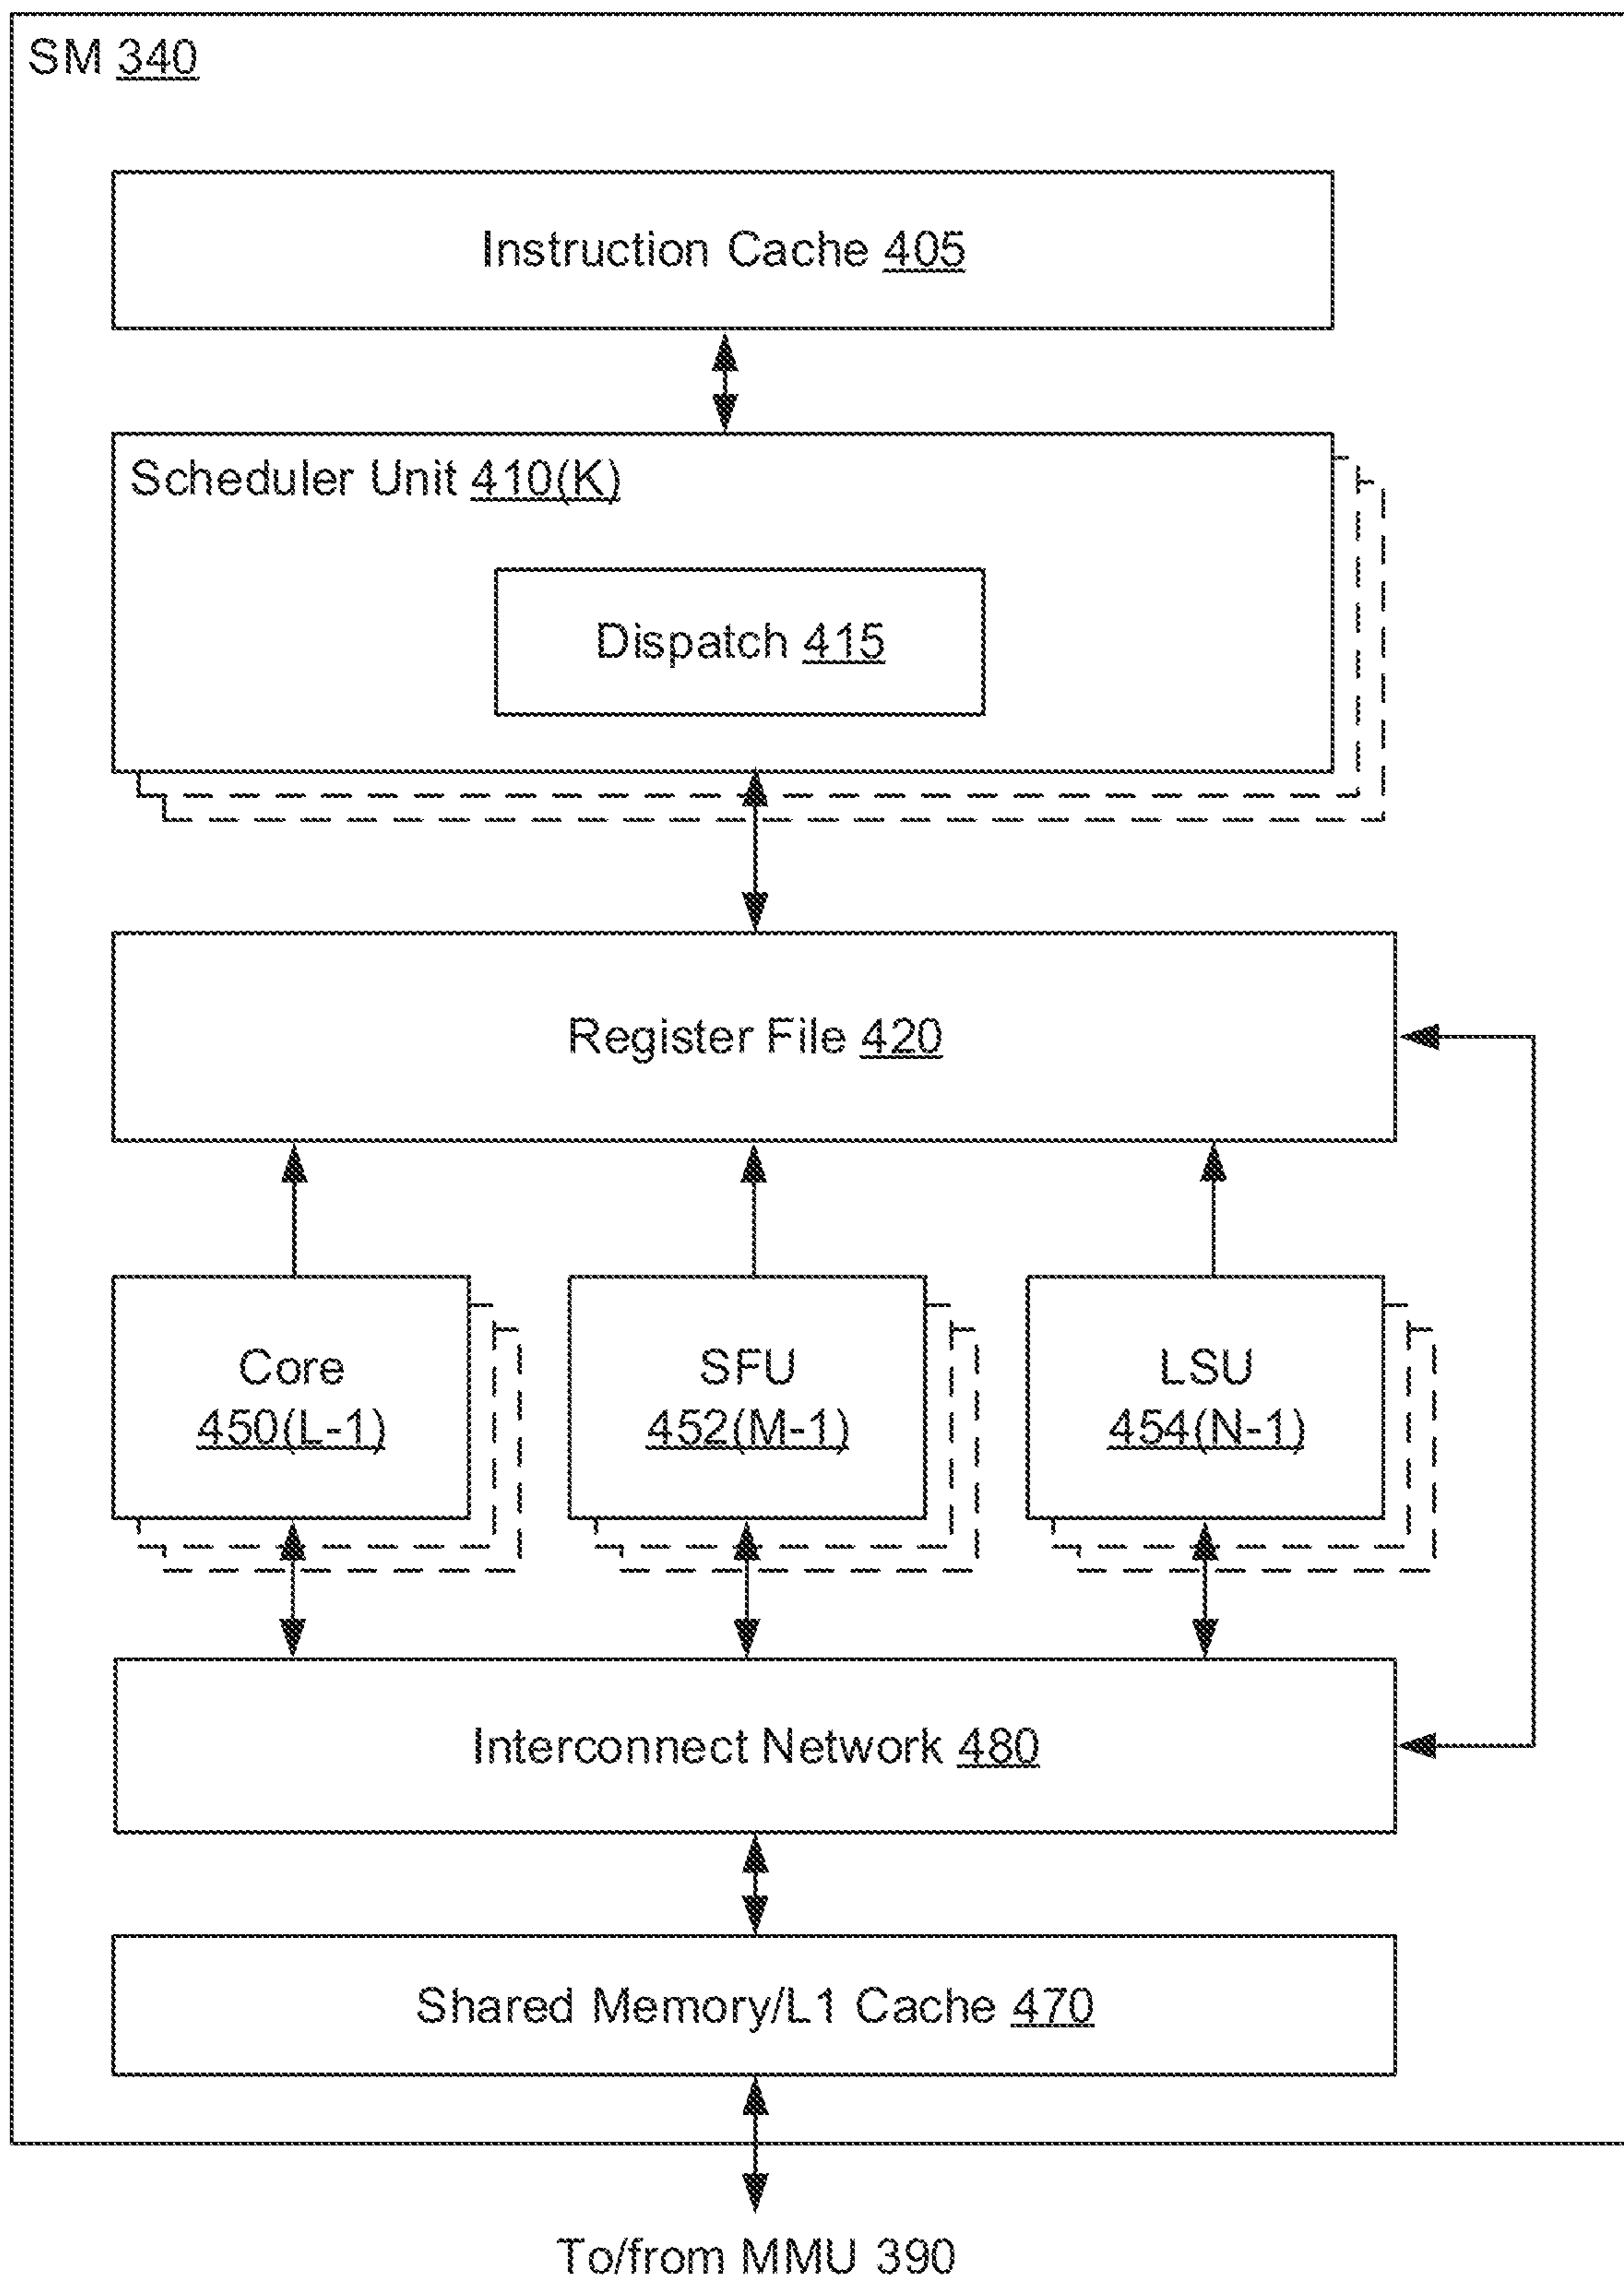 SM 340
Instruction Cache 405
Scheduler Unit 410(K)
Dispatch 415
Register File 420
Core
450(L-1)
SFU
452(M-1)
LSU
454(N-1)
Interconnect Network 480
Shared Memory/L1 Cache 470
To/from MMU 390